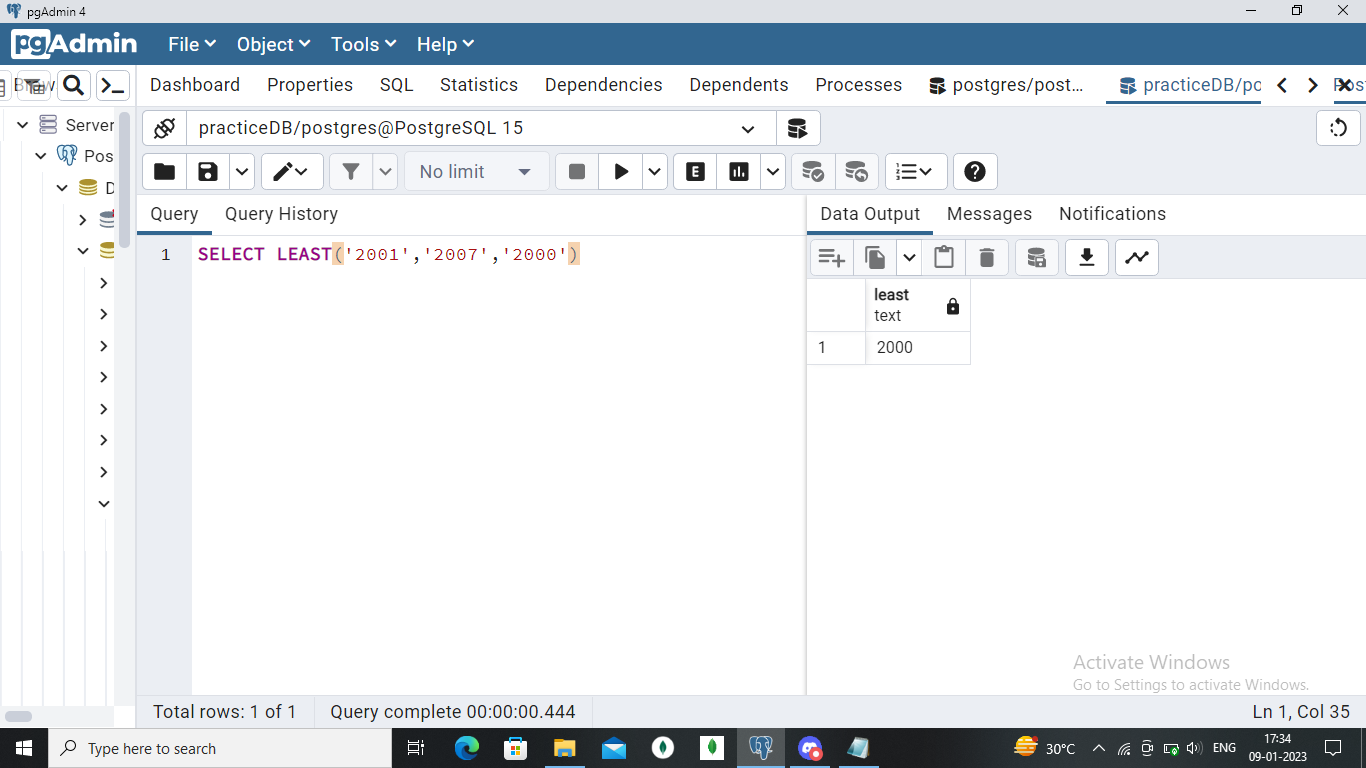 pgAdmin 4
pgAdmin File Object Tools Help
Dashboard Properties SQL Statistics Dependencies Dependents Processes postgres/post... practiceDB/po
Server
practiceDB/postgres@PostgreSQL 15
Pos
No limit
D
Query Query History
Data Output Messages Notifications
1 SELECT LEAST('2001','2007','2000')
least
text
1 2000
Activate Windows
Go to Settings to activate Windows.
Total rows: 1 of 1 Query complete 00:00:00.444 Ln 1, Col 35
Type here to search
30°C ENG
17:34
09-01-2023